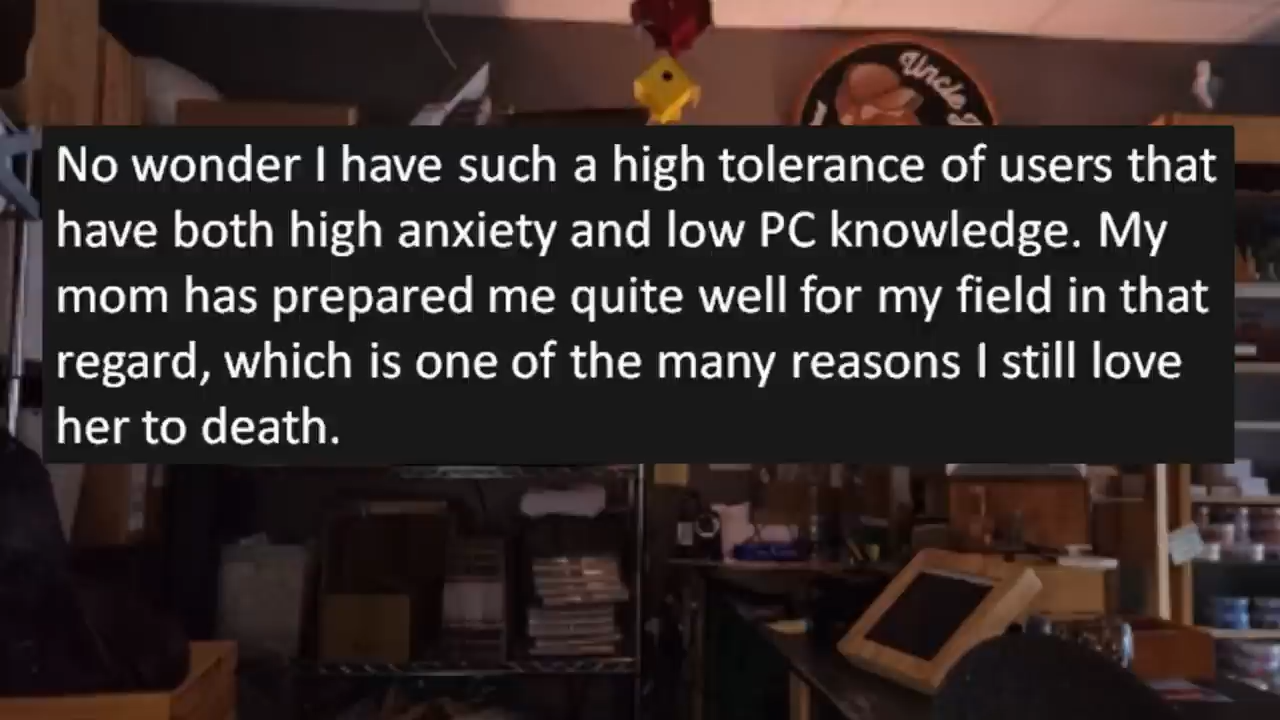 Uncle
No wonder I have such a high tolerance of users that
have both high anxiety and low PC knowledge. My
mom has prepared me quite well for my field in that
regard, which is one of the many reasons I still love
her to death.